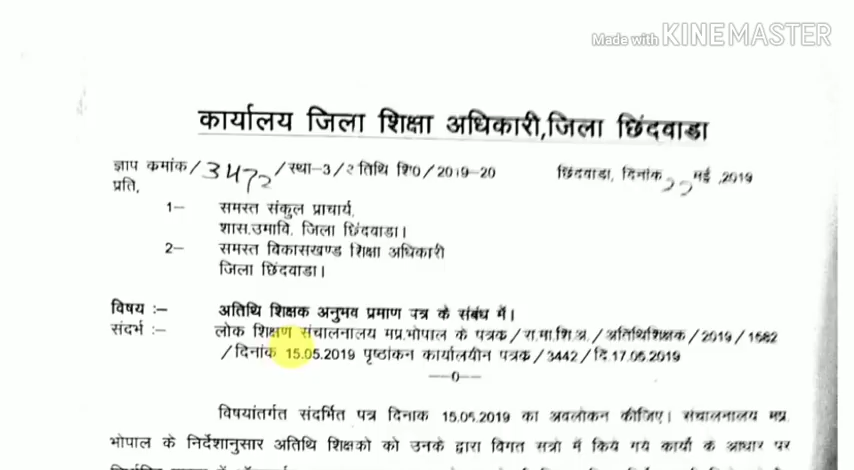 Made with KINEMASTER
कार्यालय जिला शिक्षा अधिकारी,जिला छिंदवाडा
ज्ञाप कमांक/3472/स्था-3/अतिथि शि0/2019-20 छिंदवाडा, दिनांक 22 मई ,2019
प्रति,
1- समस्त संकुल प्राचार्य,
शास.उमावि, जिला छिंदवाडा।
2- समस्त विकासखण्ड शिक्षा अधिकारी
जिला छिंदवाडा।
विषय :- अतिथि शिक्षक अनुभव प्रमाण पत्र के संबंध में।
संदर्भ :- लोक शिक्षण संचालनालय मप्र.भोपाल के पत्रक/रा.मा.शि.अ./अतिथिशिक्षक/2019/1582
/दिनांक 15.05.2019 पृष्ठांकन कार्यालयीन पत्रक/3442/दि.17.05.2019
---0---
विषयांतर्गत संदर्भित पत्र दिनाक 15.05.2019 का अवलोकन कीजिए। संचालनालय मप्र.
भोपाल के निर्देशानुसार अतिथि शिक्षको को उनके द्वारा विगत सत्रो में किये गये कार्यो के आधार पर